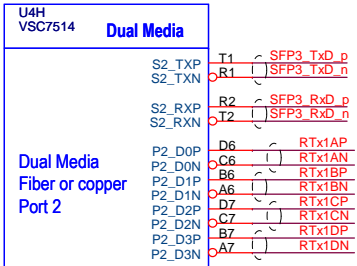 U4H
VSC7514
Dual Media
S2_TXP T1 SFP3_TxD_p
S2_TXN R1 SFP3_TxD_n
S2_RXP R2 SFP3_RxD_p
S2_RXN T2 SFP3_RxD_n
P2_D0P D6 RTx1AP
P2_D0N C6 RTx1AN
P2_D1P B6 RTx1BP
P2_D1N A6 RTx1BN
P2_D2P D7 RTx1CP
P2_D2N C7 RTx1CN
P2_D3P B7 RTx1DP
P2_D3N A7 RTx1DN
Dual Media
Fiber or copper
Port 2